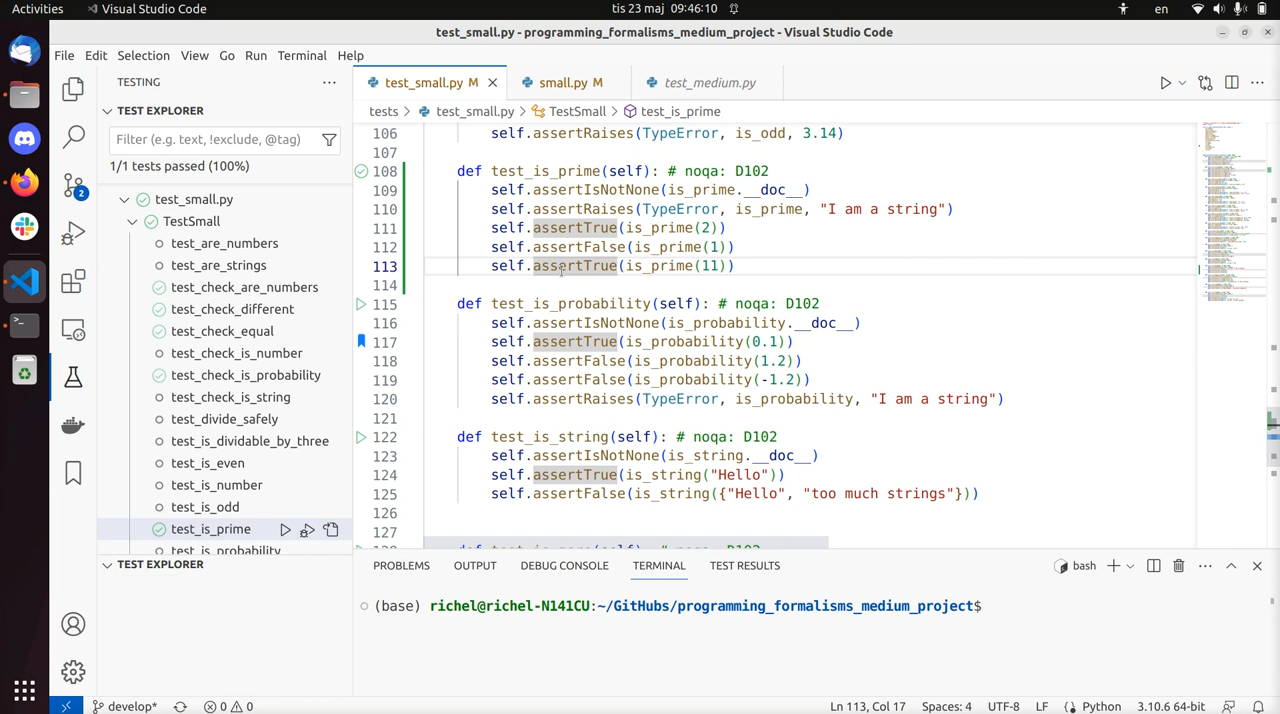 Activities
Visual Studio Code
tis 23 maj 09:46:10
en
test_small.py - programming_formalisms_medium_project - Visual Studio Code
File Edit Selection View Go Run Terminal Help
TESTING
TEST EXPLORER
Filter (e.g. text, !exclude, @tag)
1/1 tests passed (100%)
2
test_small.py
TestSmall
test_are_numbers
test_are_strings
test_check_are_numbers
test_check_different
test_check_equal
test_check_is_number
test_check_is_probability
test_check_is_string
test_divide_safely
test_is_dividable_by_three
test_is_even
test_is_number
test_is_odd
test_is_prime
test_is_probability
TEST EXPLORER
test_small.py M
small.py M
test_medium.py
tests > test_small.py > TestSmall > test_is_prime
106 self.assertRaises(TypeError, is_odd, 3.14)
107
108 def test_is_prime(self): # noqa: D102
109 self.assertIsNotNone(is_prime.__doc__)
110 self.assertRaises(TypeError, is_prime, "I am a string")
111 self.assertTrue(is_prime(2))
112 self.assertFalse(is_prime(1))
113 self.assertTrue(is_prime(11))
114
115 def test_is_probability(self): # noqa: D102
116 self.assertIsNotNone(is_probability.__doc__)
117 self.assertTrue(is_probability(0.1))
118 self.assertFalse(is_probability(1.2))
119 self.assertFalse(is_probability(-1.2))
120 self.assertRaises(TypeError, is_probability, "I am a string")
121
122 def test_is_string(self): # noqa: D102
123 self.assertIsNotNone(is_string.__doc__)
124 self.assertTrue(is_string("Hello"))
125 self.assertFalse(is_string({"Hello", "too much strings"}))
126
127
PROBLEMS OUTPUT DEBUG CONSOLE TERMINAL TEST RESULTS
bash
(base) richel@richel-N141CU:~/GitHubs/programming_formalisms_medium_project$
develop* 0 0
Ln 113, Col 17 Spaces: 4 UTF-8 LF Python 3.10.6 64-bit